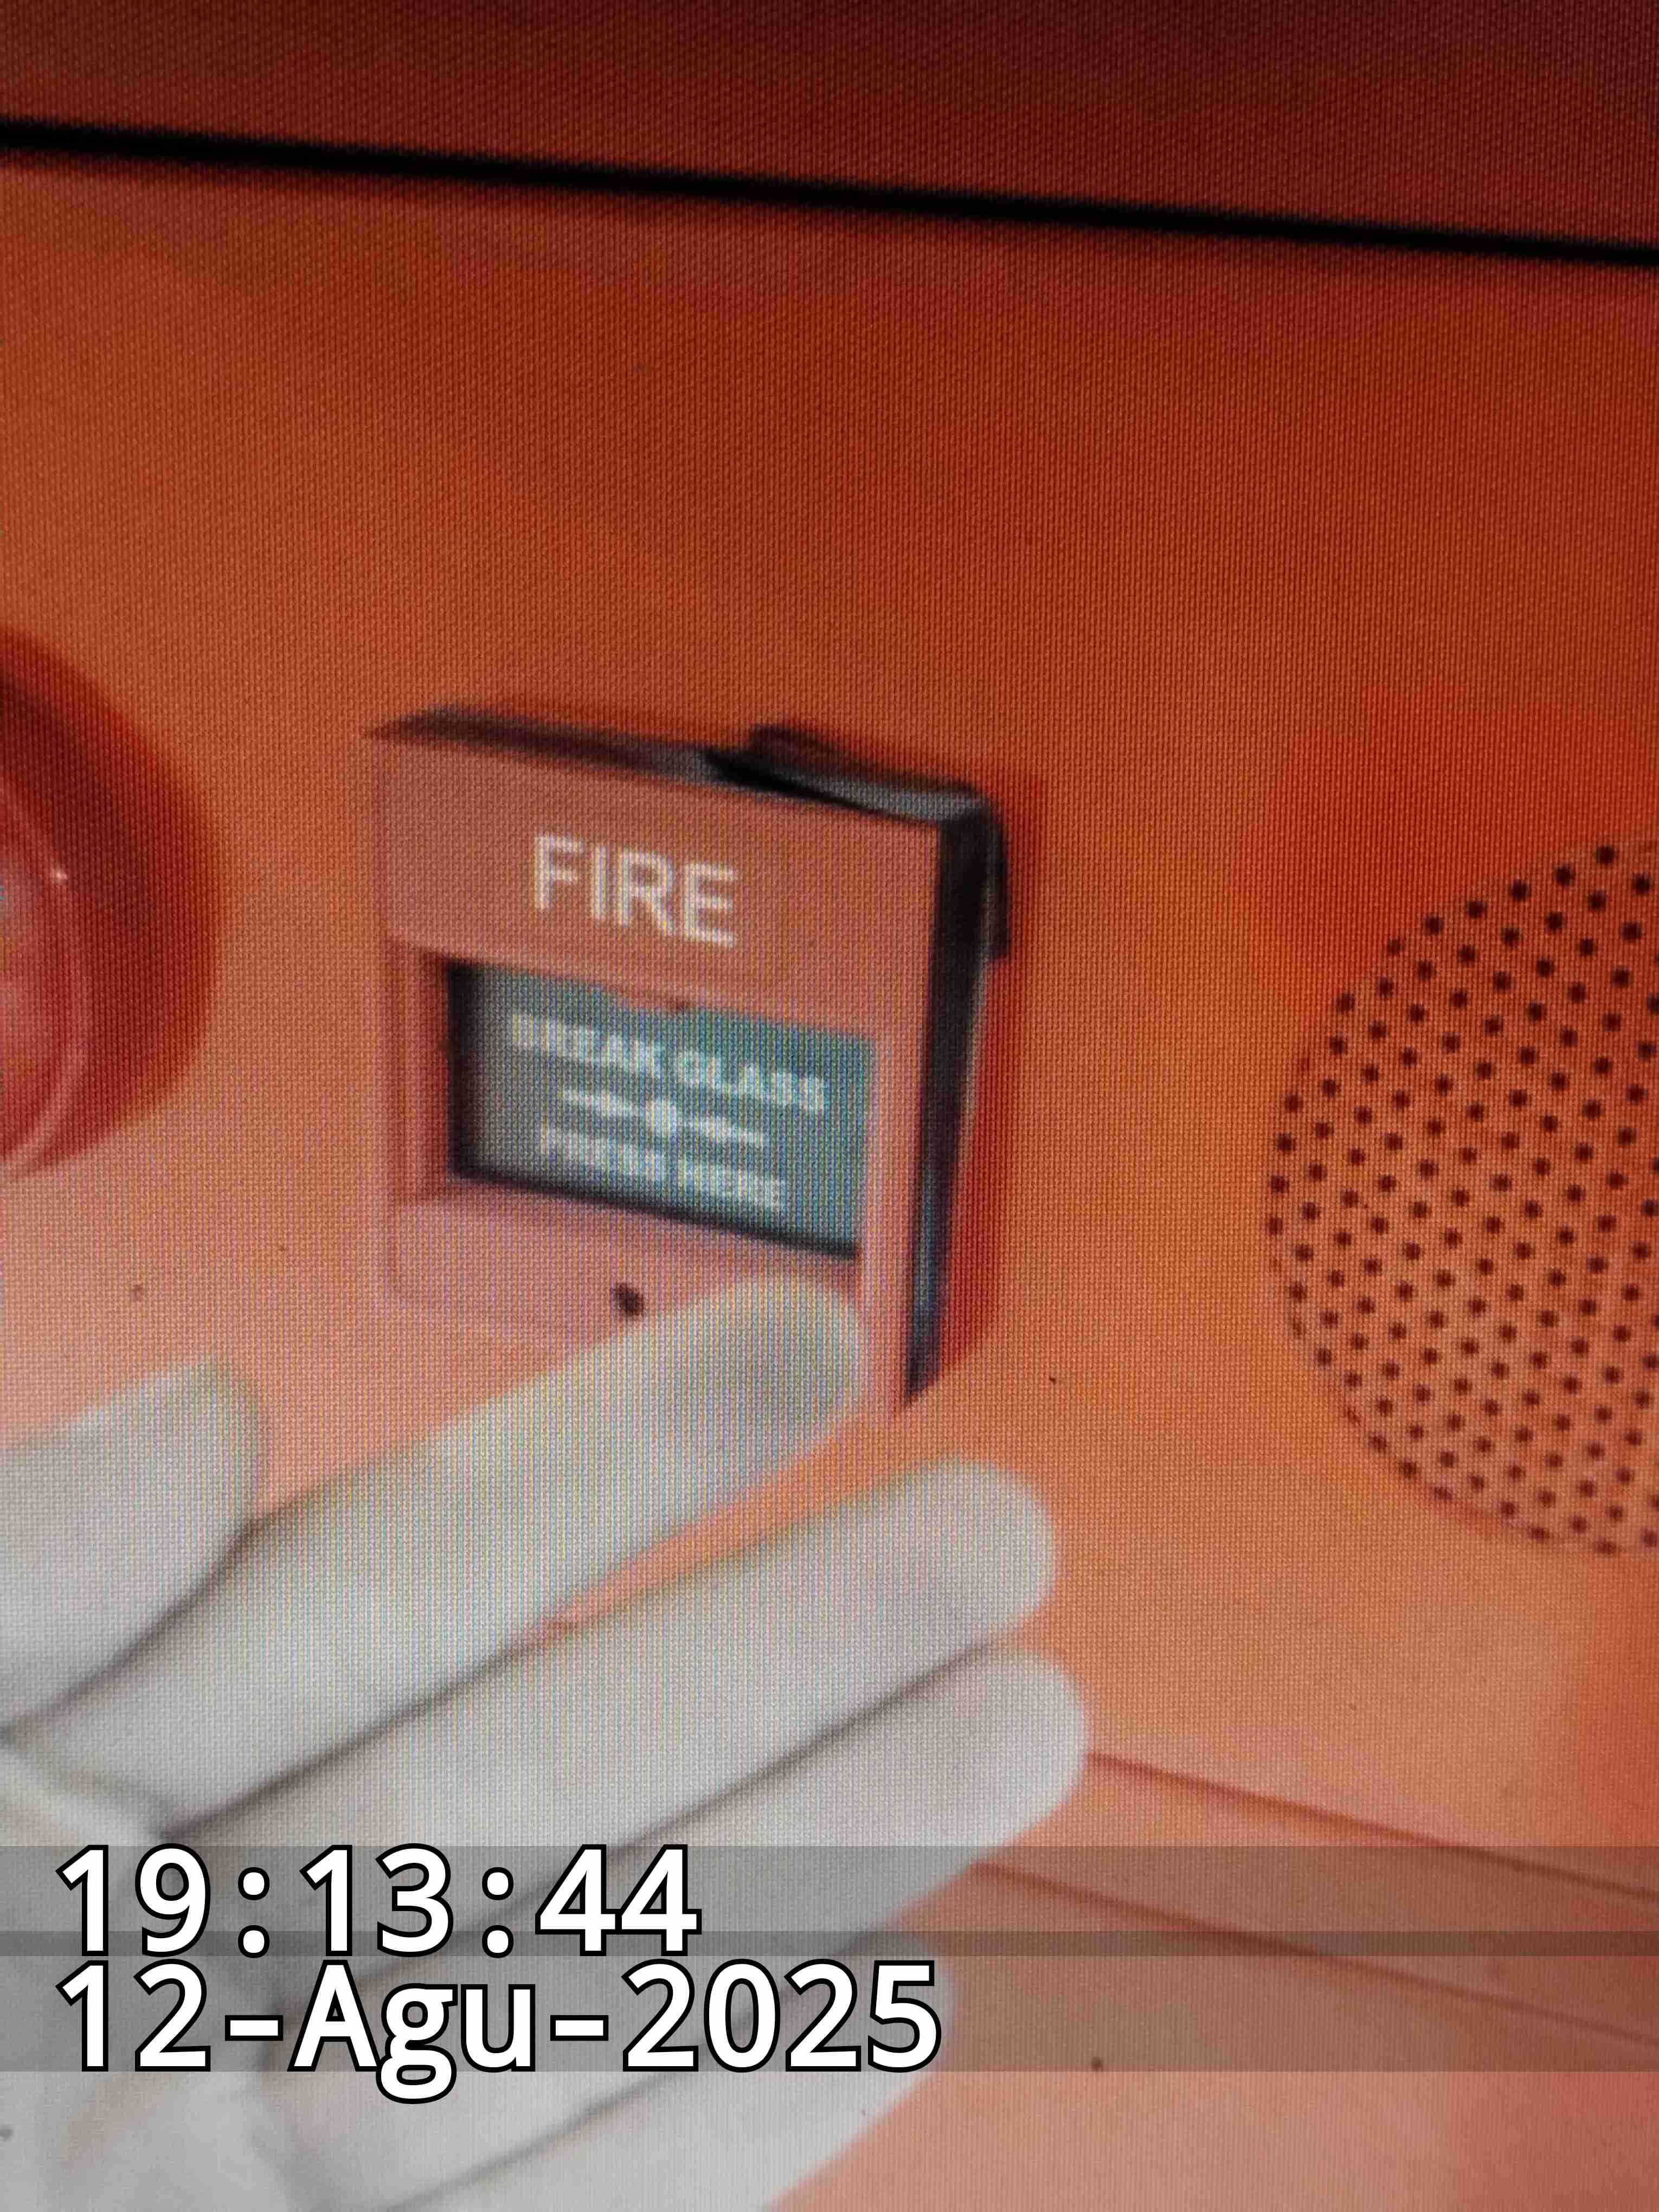 FIRE
BREAK GLASS
PRESS HERE
19:13:44
12-Agu-2025